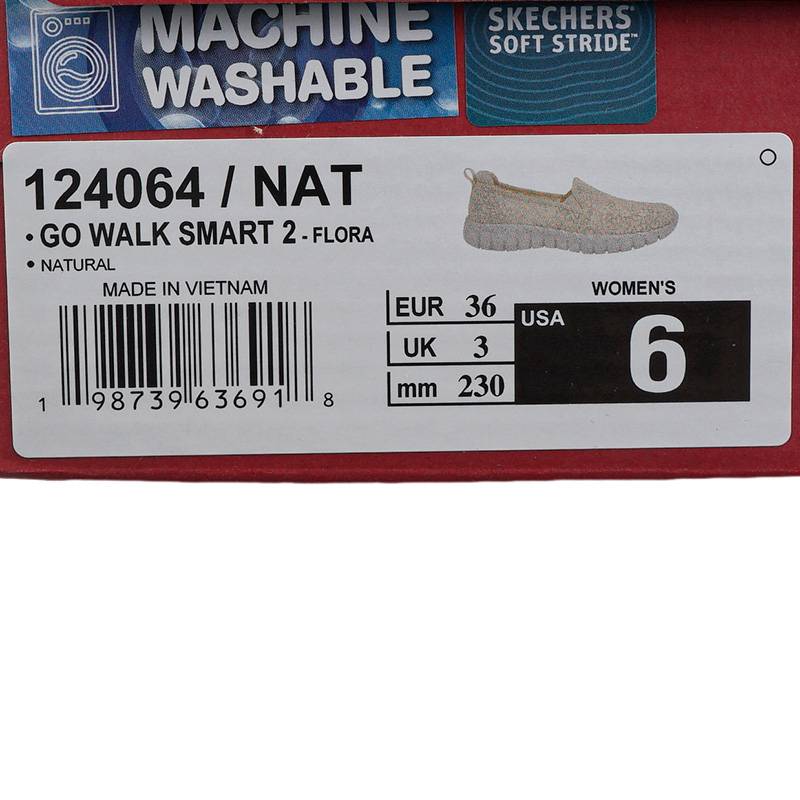 MACHINE
WASHABLE
SKECHERS®
SOFT STRIDE™
124064 / NAT
• GO WALK SMART 2 - FLORA
• NATURAL
MADE IN VIETNAM
1 98739 63691 8
EUR 36
UK 3
mm 230
WOMEN'S
USA 6